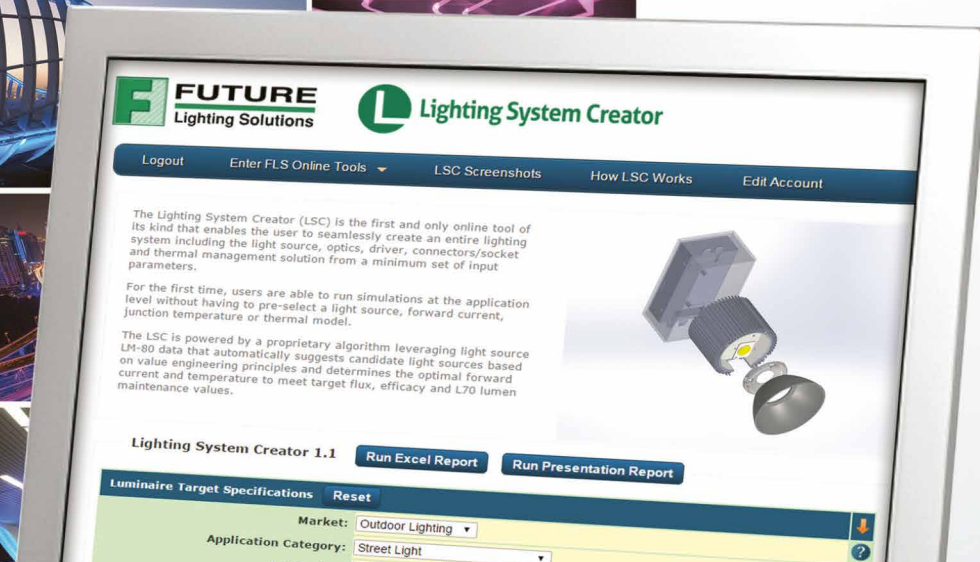 FUTURE
Lighting Solutions
Lighting System Creator
Logout
Enter FLS Online Tools
LSC Screenshots
How LSC Works
Edit Account
The Lighting System Creator (LSC) is the first and only online tool of
its kind that enables the user to seamlessly create an entire lighting
system including the light source, optics, driver, connectors/socket
and thermal management solution from a minimum set of input
parameters.
For the first time, users are able to run simulations at the application
level without having to pre-select a light source, forward current,
junction temperature or thermal model.
The LSC is powered by a proprietary algorithm leveraging light source
LM-80 data that automatically suggests candidate light sources based
on value engineering principles and determines the optimal forward
current and temperature to meet target flux, efficacy and L70 lumen
maintenance values.
Lighting System Creator 1.1
Run Excel Report
Run Presentation Report
Luminaire Target Specifications
Reset
Market:
Outdoor Lighting
?
Application Category:
Street Light